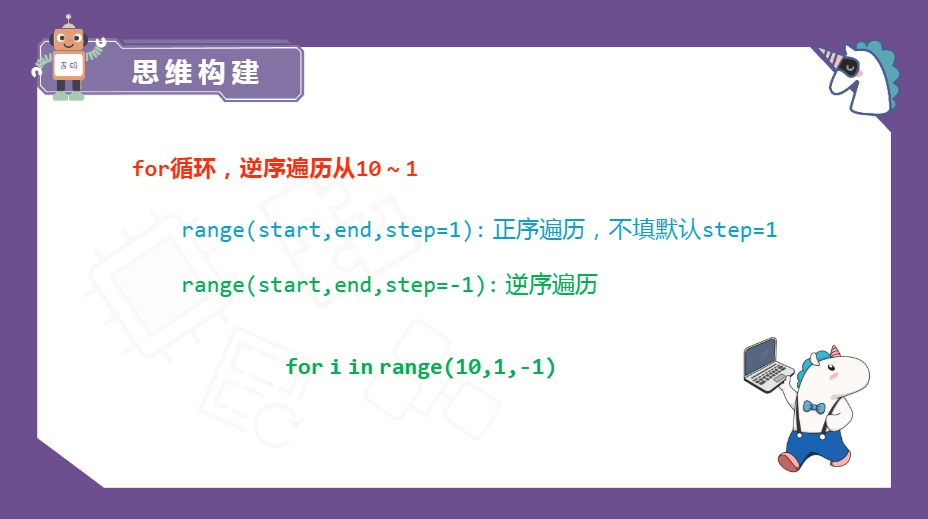 吉码
思维构建
for循环，逆序遍历从10~1
range(start,end,step=1)：正序遍历，不填默认step=1
range(start,end,step=-1)：逆序遍历
for i in range(10,1,-1)